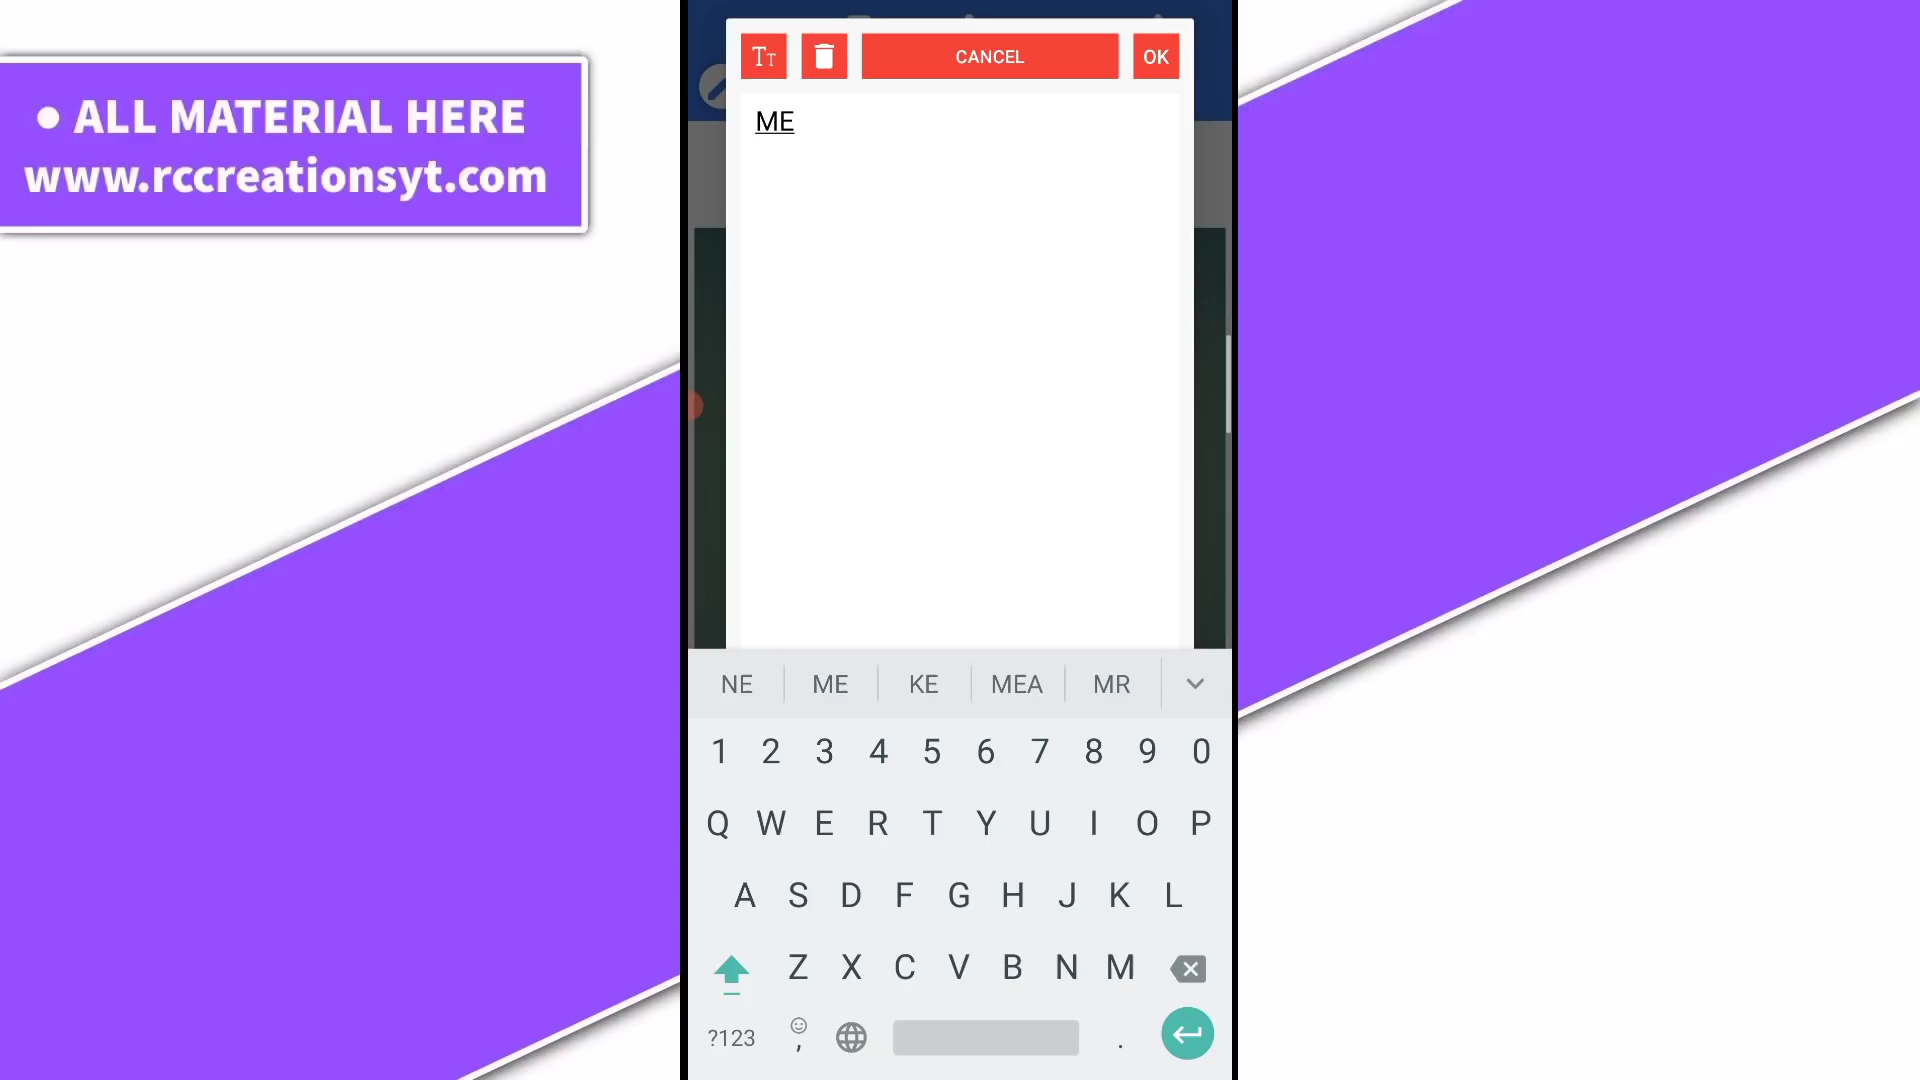 • ALL MATERIAL HERE
www.rccreationsyt.com
TT CANCEL OK
ME
NE ME KE MEA MR
1 2 3 4 5 6 7 8 9 0
Q W E R T Y U I O P
A S D F G H J K L
Z X C V B N M
?123 , .